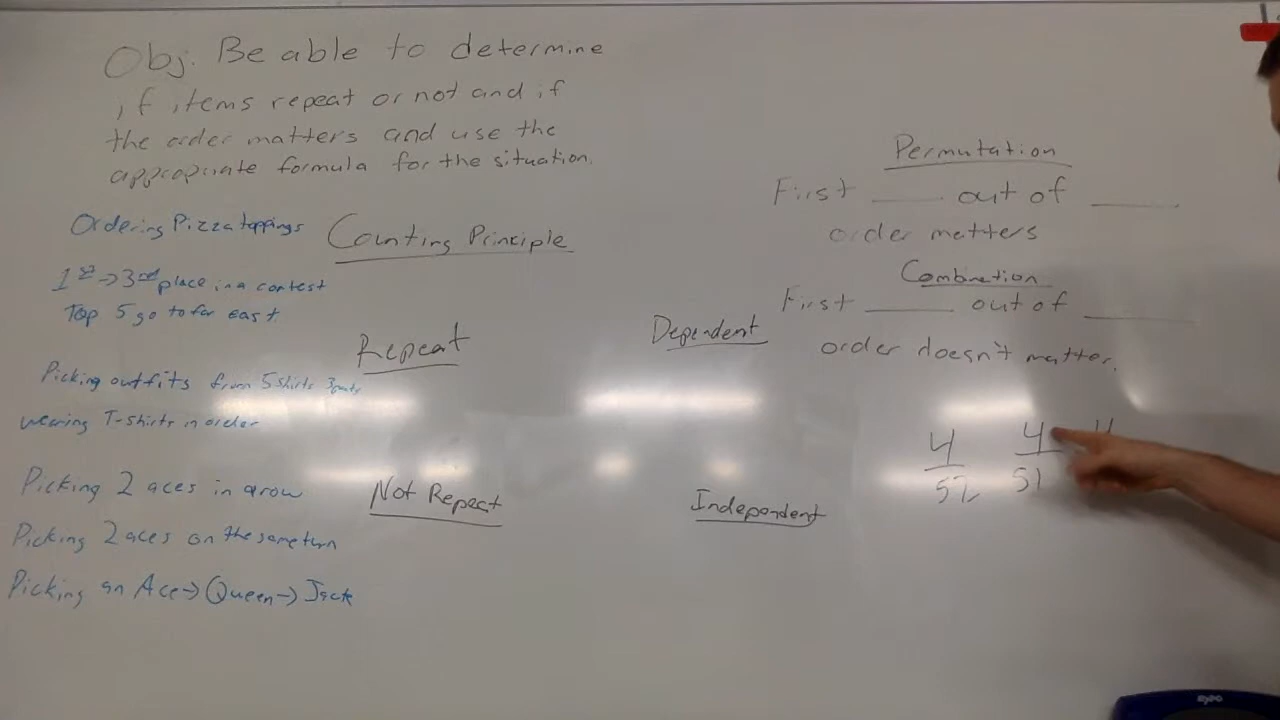 Obj. Be able to determine
if items repeat or not and if
the order matters and use the
appropriate formula for the situation.
Ordering Pizza toppings
Counting Principle
1st → 3rd place in a contest
Top 5 go to far East.
Repeat
Picking outfits from 5 shirts 3 pants
wearing T-shirts in order
Picking 2 aces in a row
Not Repeat
Picking 2 aces on the same turn
Picking an Ace → Queen → Jack
Dependent
Independent
Permutation
First ____ out of ____
order matters
Combination
First ____ out of ____
order doesn't matter.
4 4 4
52 51
expo